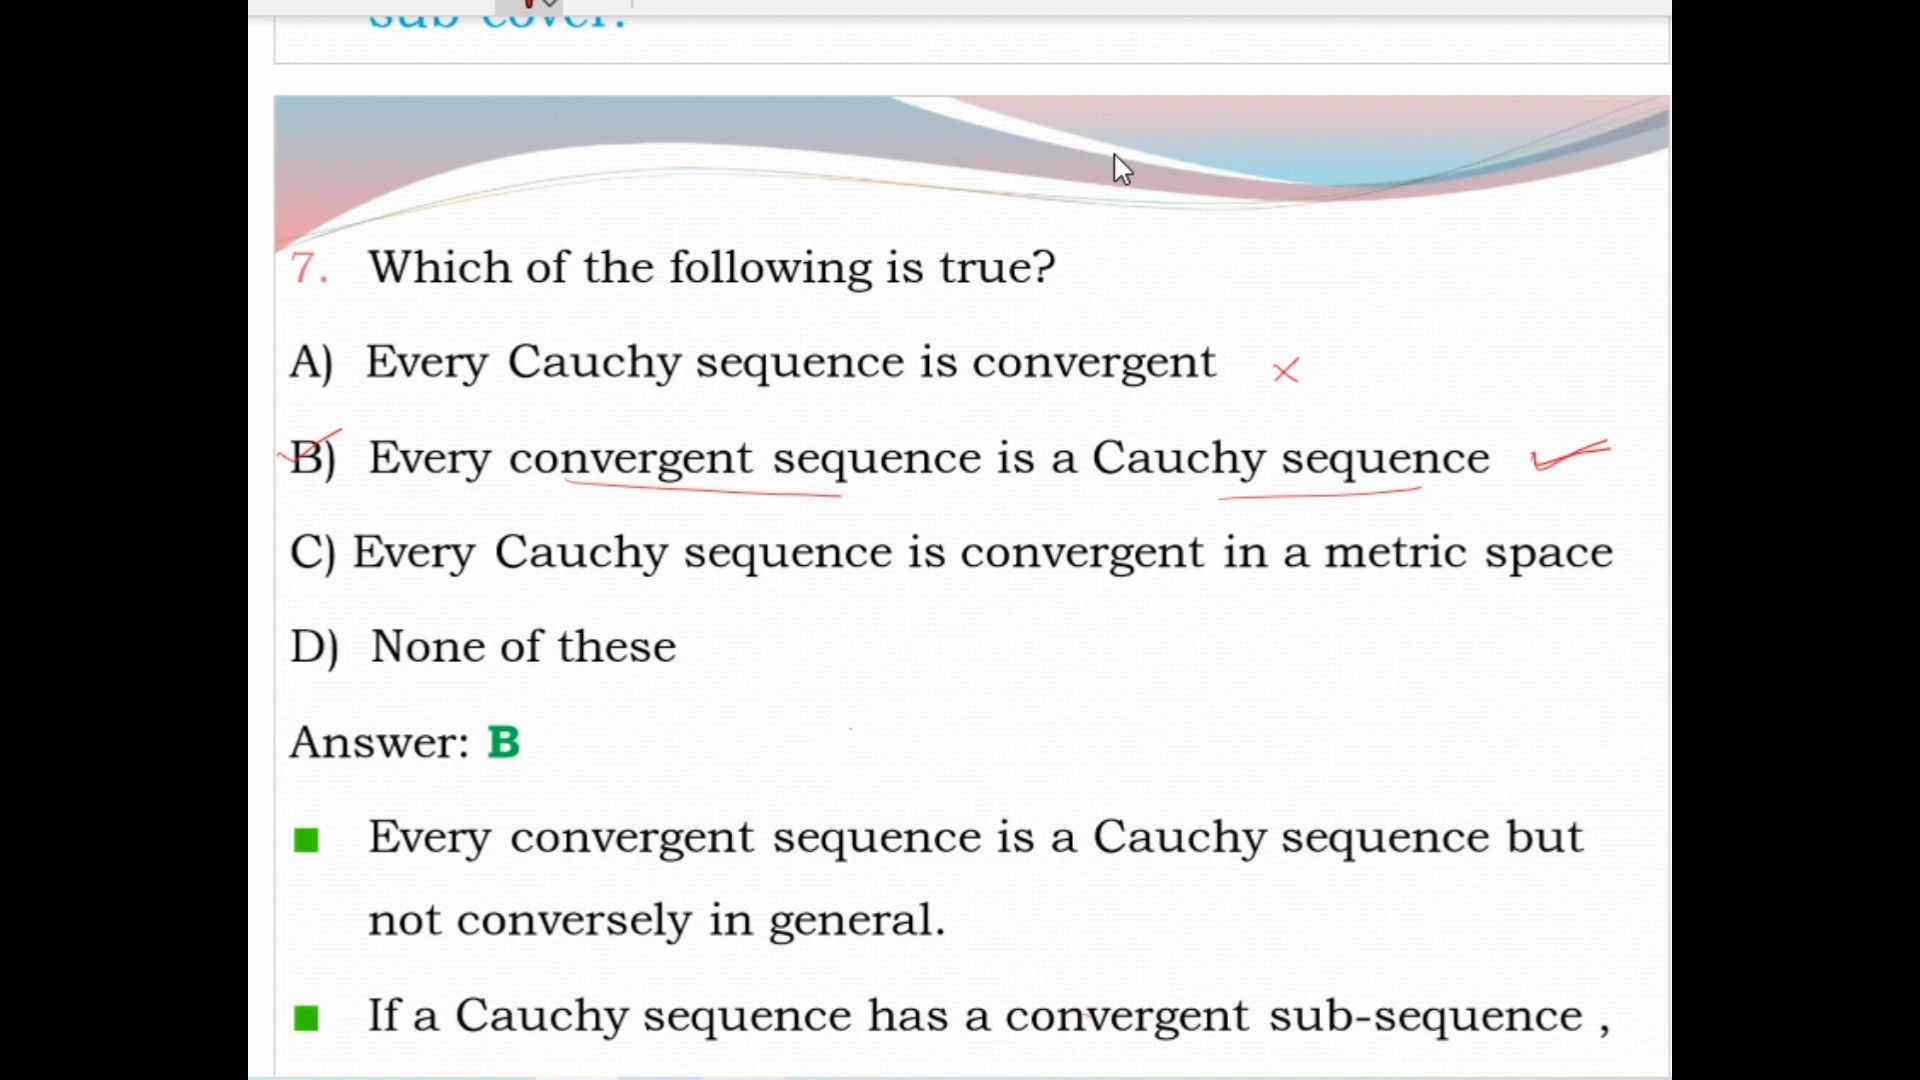 sub cover.
7. Which of the following is true?
A) Every Cauchy sequence is convergent
B) Every convergent sequence is a Cauchy sequence
C) Every Cauchy sequence is convergent in a metric space
D) None of these
Answer: B
Every convergent sequence is a Cauchy sequence but
not conversely in general.
If a Cauchy sequence has a convergent sub-sequence ,